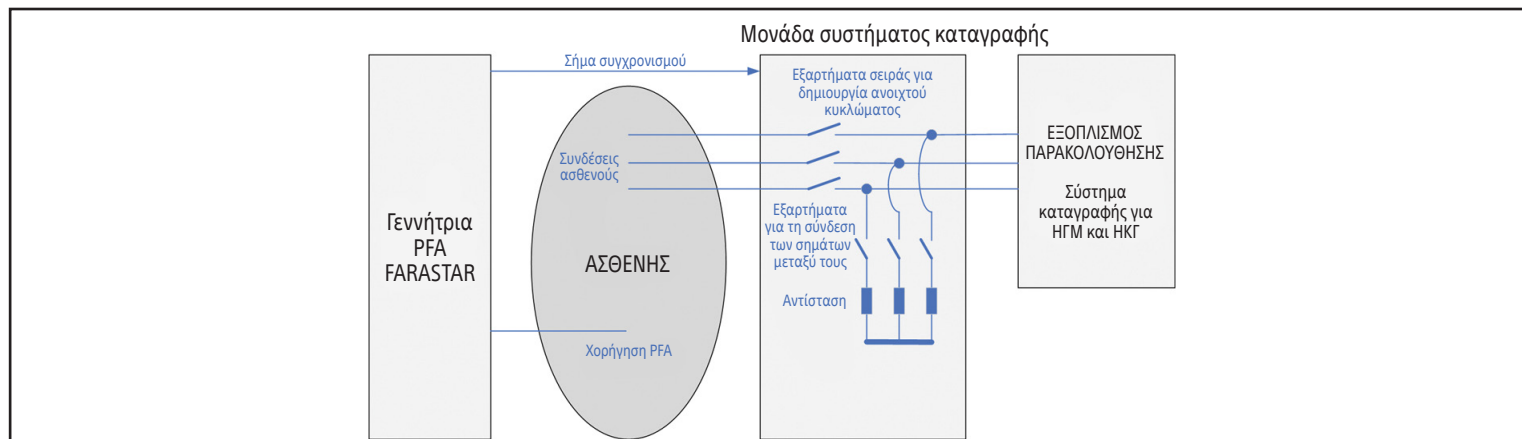 Μονάδα συστήματος καταγραφής
Σήμα συγχρονισμού
Εξαρτήματα σειράς για
δημιουργία ανοιχτού
κυκλώματος
Συνδέσεις
ασθενούς
ΕΞΟΠΛΙΣΜΟΣ
ΠΑΡΑΚΟΛΟΥΘΗΣΗΣ
Σύστημα
καταγραφής για
ΗΓΜ και ΗΚΓ
Γεννήτρια
PFA
FARASTAR
ΑΣΘΕΝΗΣ
Εξαρτήματα
για τη σύνδεση
των σημάτων
μεταξύ τους
Αντίσταση
Χορήγηση PFA